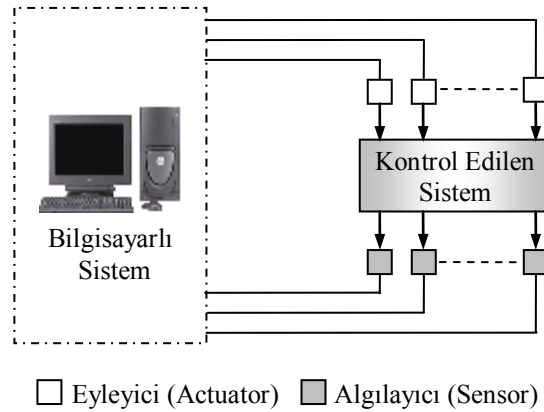 Kontrol Edilen
Sistem
Bilgisayarlı
Sistem
Eyleyici (Actuator)
Algılayıcı (Sensor)